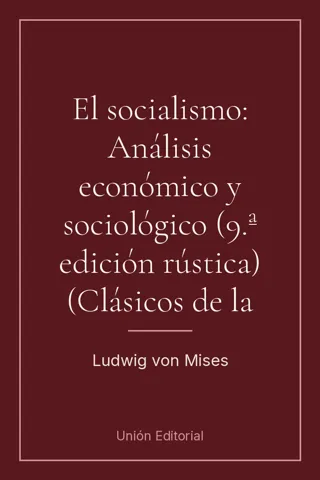 El socialismo:
Análisis
económico y
sociológico (9.ª
edición rústica)
(Clásicos de la
Ludwig von Mises
Unión Editorial